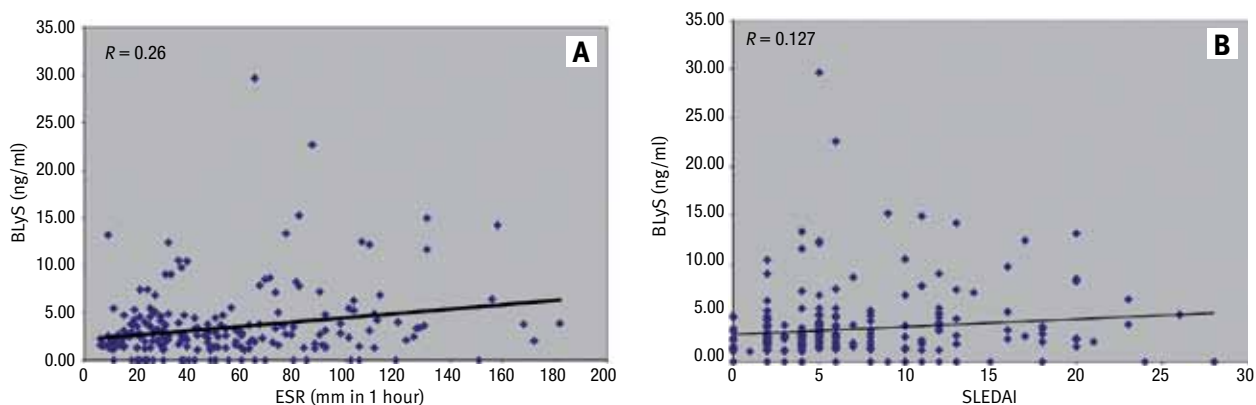 R = 0.26
A
35.00
30.00
25.00
20.00
15.00
10.00
5.00
0.00
BLyS (ng/ml)
0 20 40 60 80 100 120 140 160 180 200
ESR (mm in 1 hour)
R = 0.127
B
35.00
30.00
25.00
20.00
15.00
10.00
5.00
0.00
BLyS (ng/ml)
0 5 10 15 20 25 30
SLEDAI